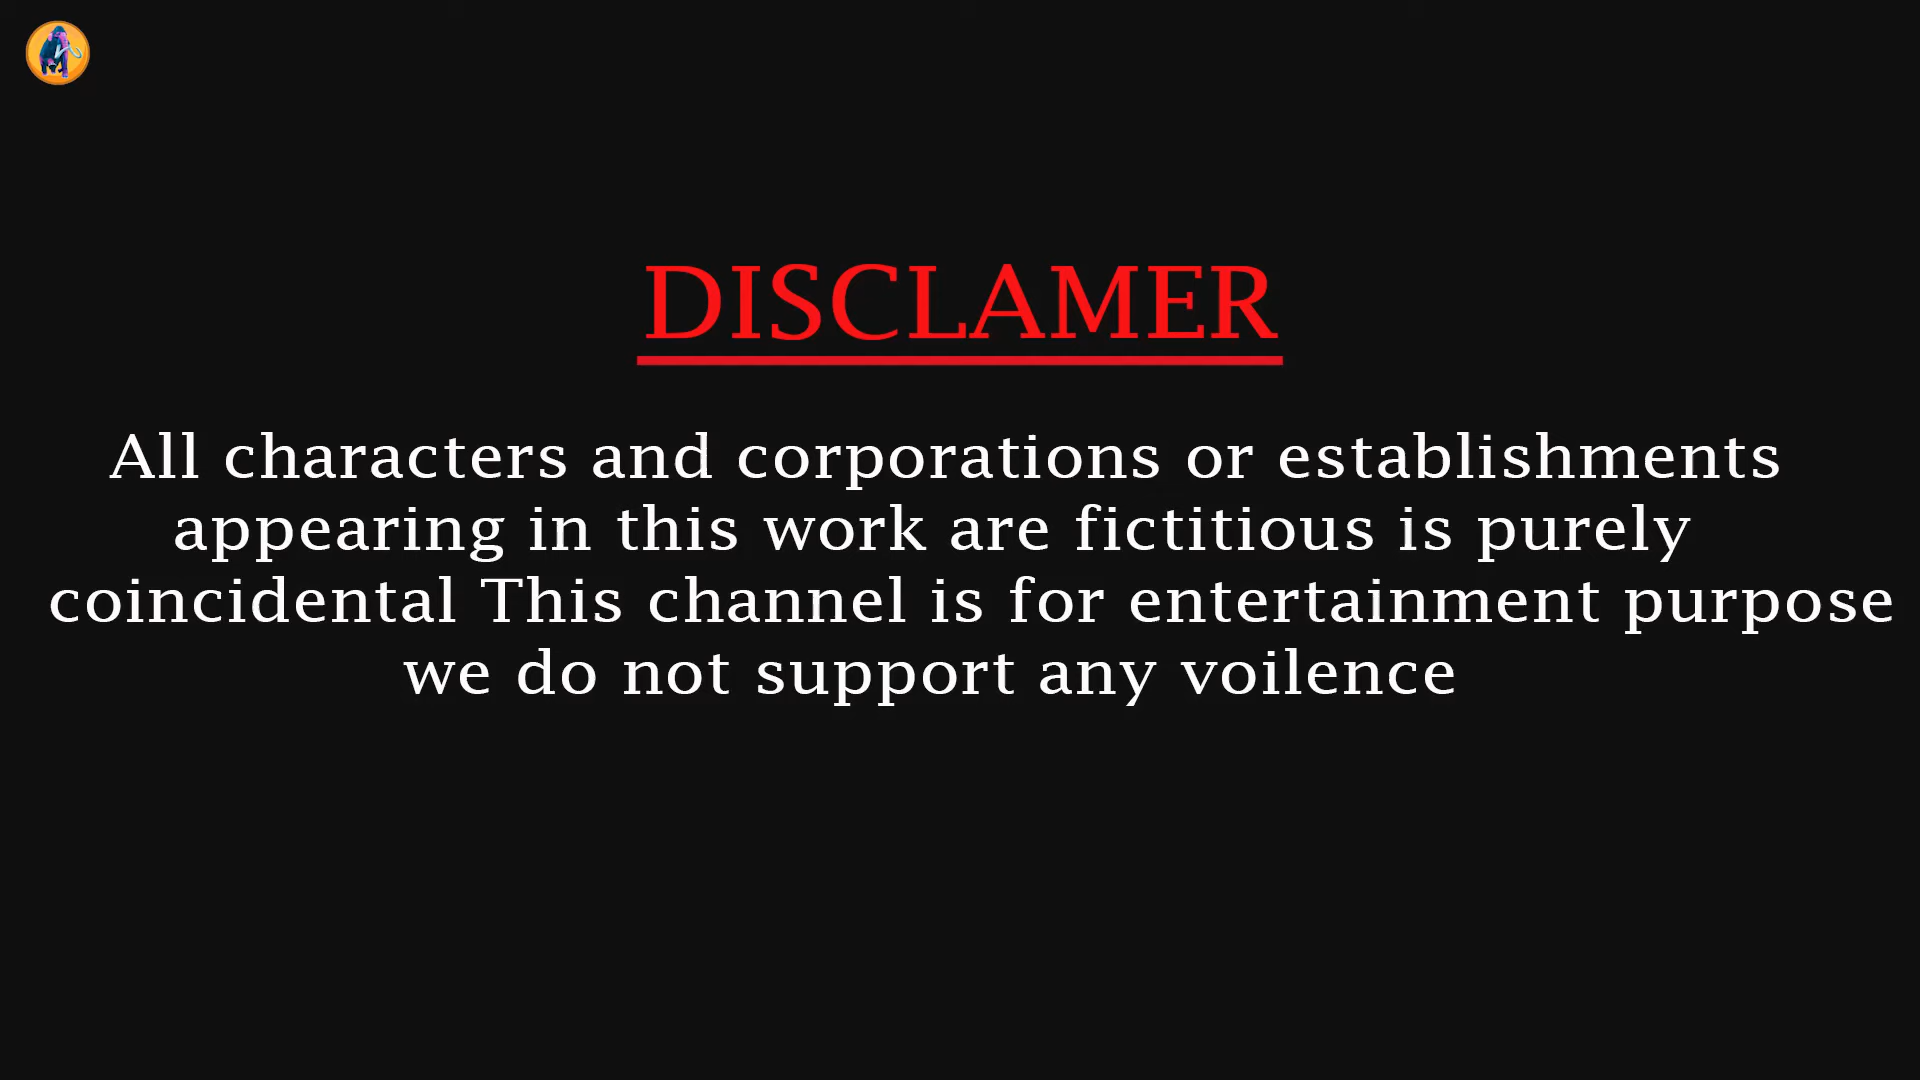 DISCLAMER
All characters and corporations or establishments
appearing in this work are fictitious is purely
coincidental This channel is for entertainment purpose
we do not support any voilence